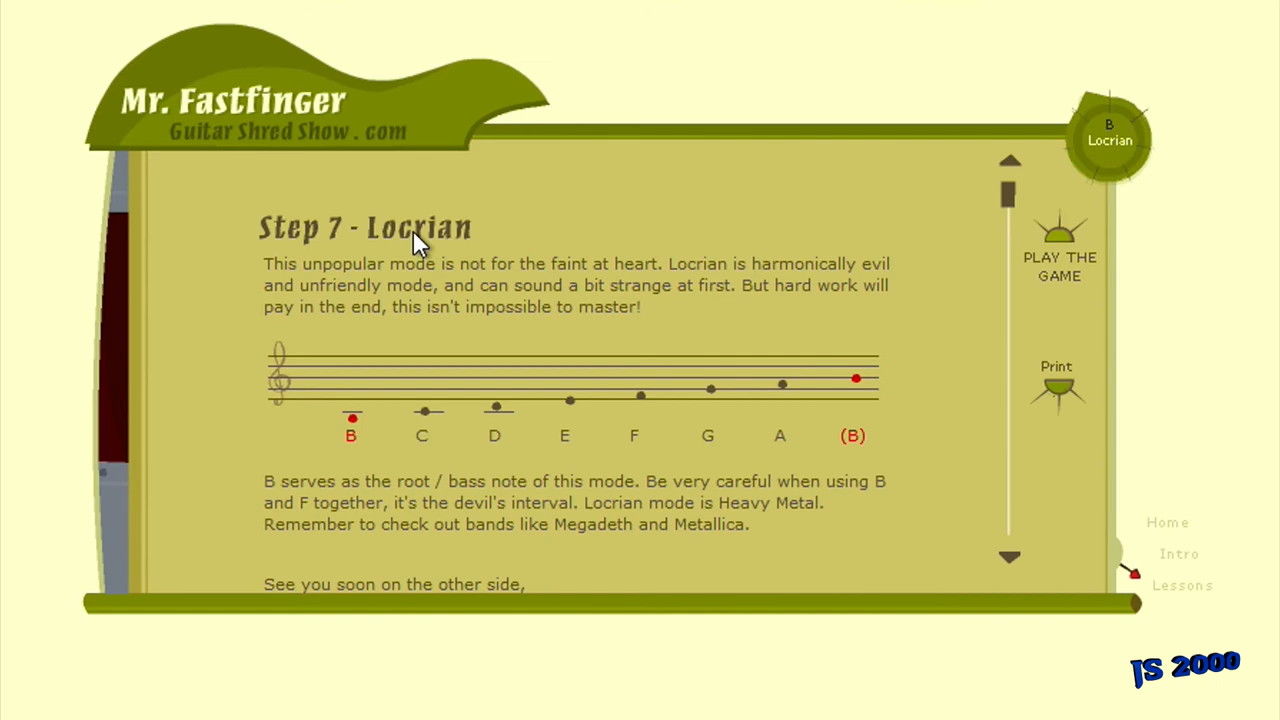 Mr. Fastfinger
Guitar Shred Show . com
B
Locrian
Step 7 - Locrian
This unpopular mode is not for the faint at heart. Locrian is harmonically evil
and unfriendly mode, and can sound a bit strange at first. But hard work will
pay in the end, this isn't impossible to master!
PLAY THE
GAME
Print
B C D E F G A (B)
B serves as the root / bass note of this mode. Be very careful when using B
and F together, it's the devil's interval. Locrian mode is Heavy Metal.
Remember to check out bands like Megadeth and Metallica.
See you soon on the other side,
Home
Intro
Lessons
JS 2000